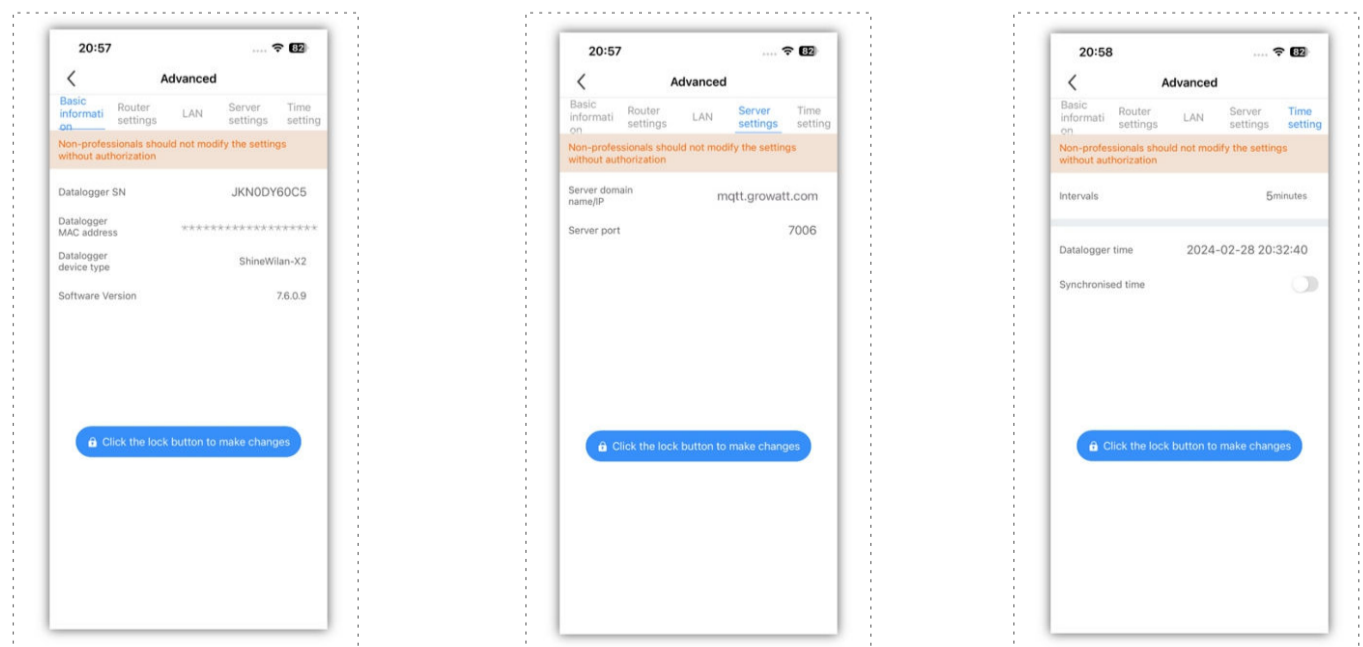 20:57
82
Advanced
Basic informati on
Router settings
LAN
Server settings
Time setting
Non-professionals should not modify the settings
without authorization
Datalogger SN JKN0DY60C5
Datalogger MAC address ********************
Datalogger device type ShineWilan-X2
Software Version 7.6.0.9
Click the lock button to make changes
20:57
82
Advanced
Basic informati on
Router settings
LAN
Server settings
Time setting
Non-professionals should not modify the settings
without authorization
Server domain name/IP mqtt.growatt.com
Server port 7006
Click the lock button to make changes
20:58
82
Advanced
Basic informati on
Router settings
LAN
Server settings
Time setting
Non-professionals should not modify the settings
without authorization
Intervals 5minutes
Datalogger time 2024-02-28 20:32:40
Synchronised time
Click the lock button to make changes